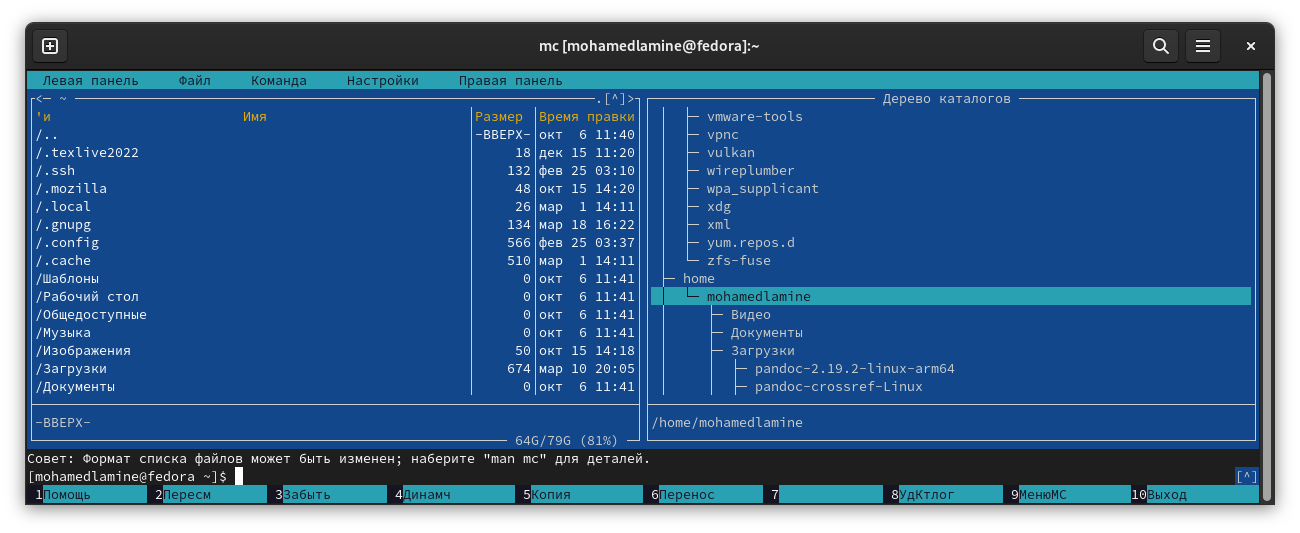 mc [mohamedlamine@fedora]:~
Левая панель Файл Команда Настройки Правая панель
<─ ~ .[^]>
'и Имя Размер Время правки
/.. -ВВЕРХ- окт 6 11:40
/.texlive2022 18 дек 15 11:20
/.ssh 132 фев 25 03:10
/.mozilla 48 окт 15 14:20
/.local 26 мар 1 14:11
/.gnupg 134 мар 18 16:22
/.config 566 фев 25 03:37
/.cache 510 мар 1 14:11
/Шаблоны 0 окт 6 11:41
/Рабочий стол 0 окт 6 11:41
/Общедоступные 0 окт 6 11:41
/Музыка 0 окт 6 11:41
/Изображения 50 окт 15 14:18
/Загрузки 674 мар 10 20:05
/Документы 0 окт 6 11:41
-ВВЕРХ-
64G/79G (81%)
Дерево каталогов
vmware-tools
vpnc
vulkan
wireplumber
wpa_supplicant
xdg
xml
yum.repos.d
zfs-fuse
home
mohamedlamine
Видео
Документы
Загрузки
pandoc-2.19.2-linux-arm64
pandoc-crossref-Linux
/home/mohamedlamine
Совет: Формат списка файлов может быть изменен; наберите "man mc" для деталей.
[mohamedlamine@fedora ~]$ [^]
1Помощь 2Пересм 3Забыть 4Динамч 5Копия 6Перенос 7 8УдКтлог 9МенюМС 10Выход